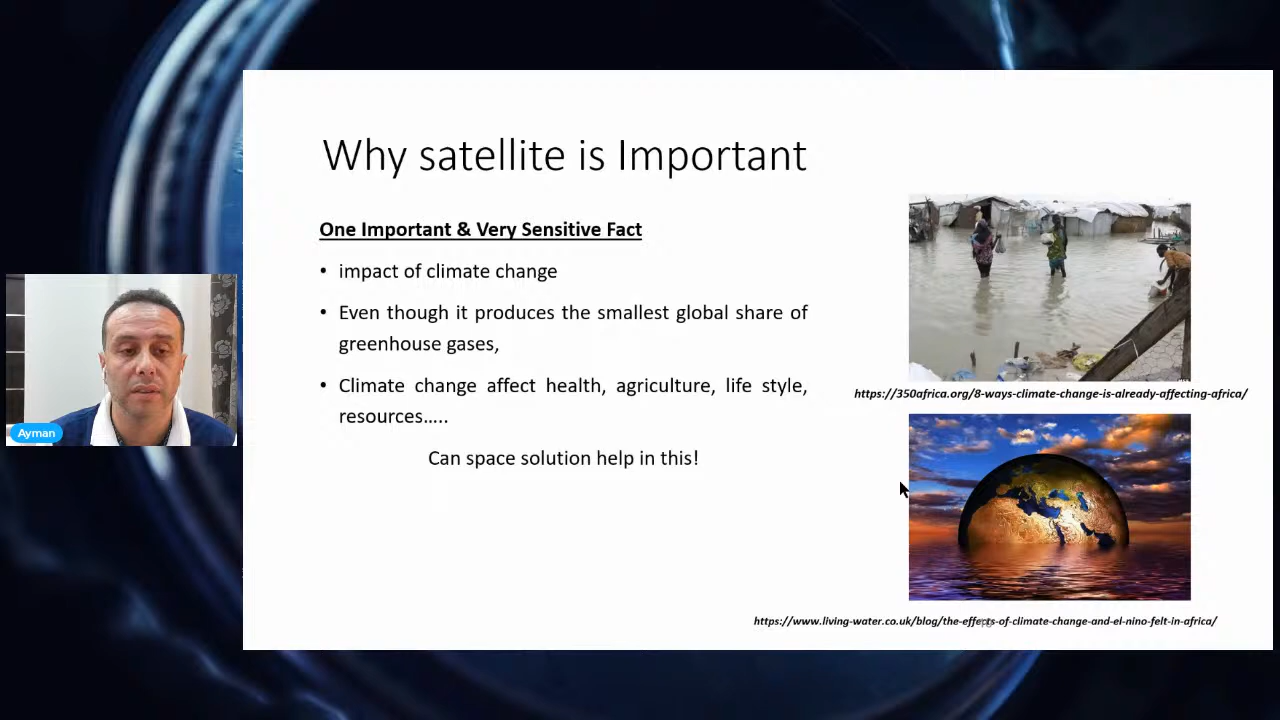 Why satellite is Important
One Important & Very Sensitive Fact
• impact of climate change
• Even though it produces the smallest global share of
greenhouse gases,
• Climate change affect health, agriculture, life style,
resources.....
Can space solution help in this!
https://350africa.org/8-ways-climate-change-is-already-affecting-africa/
https://www.living-water.co.uk/blog/the-effects-of-climate-change-and-el-nino-felt-in-africa/
Ayman